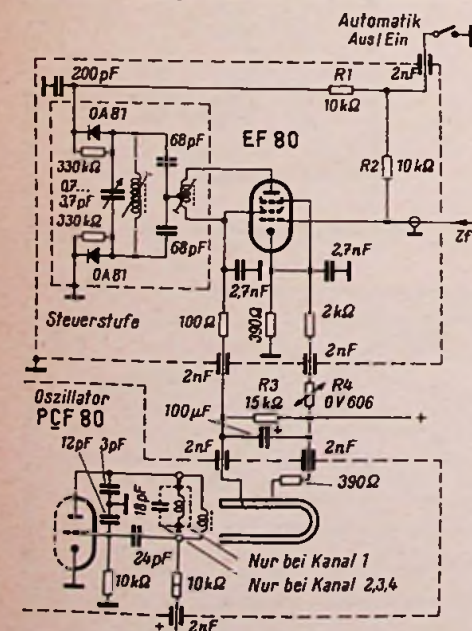 Automatik
Aus/Ein
200pF
2nF
R1
10kΩ
0A81
EF 80
68pF
330kΩ
R2
10kΩ
0,7...
3,7pF
330kΩ
68pF
Zf
0A81
2,7nF
2,7nF
Steuerstufe
100Ω
390Ω
2kΩ
2nF
2nF
Oszillator
PCF 80
R3
15kΩ
R4
0V606
100µF
+
+
12pF
3pF
2nF
2nF
390Ω
18pF
24pF
Nur bei Kanal 1
Nur bei Kanal 2,3,4
10kΩ
10kΩ
+
2nF